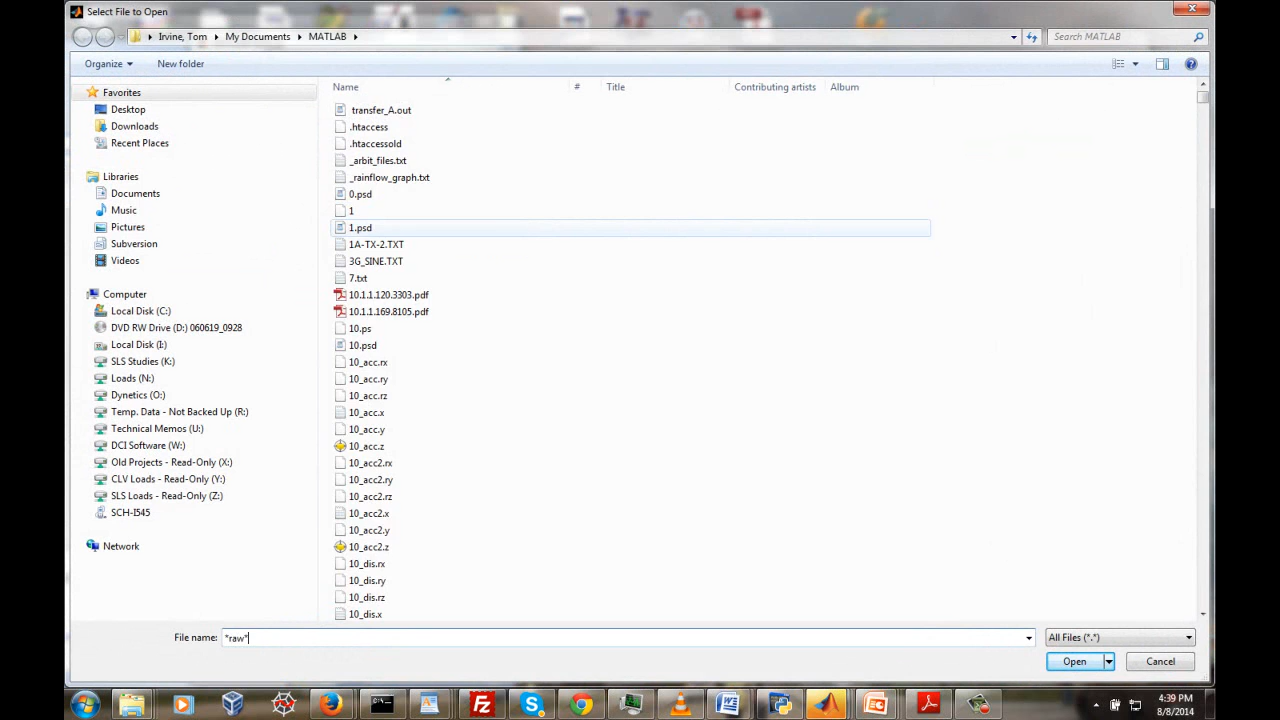 Select File to Open
Irvine, Tom ▸ My Documents ▸ MATLAB ▸
Search MATLAB
Organize ▾ New folder
Name # Title Contributing artists Album
Favorites
Desktop
Downloads
Recent Places
Libraries
Documents
Music
Pictures
Subversion
Videos
Computer
Local Disk (C:)
DVD RW Drive (D:) 060619_0928
Local Disk (I:)
SLS Studies (K:)
Loads (N:)
Dynetics (O:)
Temp. Data - Not Backed Up (R:)
Technical Memos (U:)
DCI Software (W:)
Old Projects - Read-Only (X:)
CLV Loads - Read-Only (Y:)
SLS Loads - Read-Only (Z:)
SCH-I545
Network
transfer_A.out
.htaccess
.htaccessold
_arbit_files.txt
_rainflow_graph.txt
0.psd
1
1.psd
1A-TX-2.TXT
3G_SINE.TXT
7.txt
10.1.1.120.3303.pdf
10.1.1.169.8105.pdf
10.ps
10.psd
10_acc.rx
10_acc.ry
10_acc.rz
10_acc.x
10_acc.y
10_acc.z
10_acc2.rx
10_acc2.ry
10_acc2.rz
10_acc2.x
10_acc2.y
10_acc2.z
10_dis.rx
10_dis.ry
10_dis.rz
10_dis.x
File name: *raw*
All Files (*.*)
Open Cancel
4:39 PM
8/8/2014